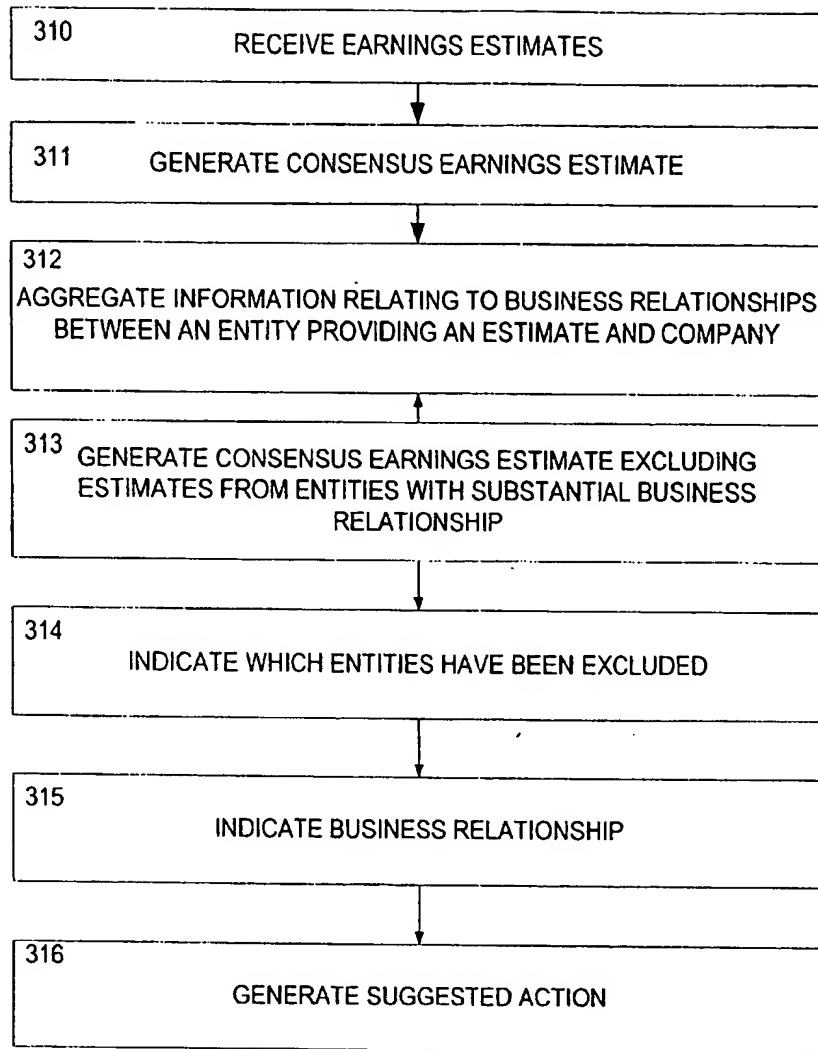 310
RECEIVE EARNINGS ESTIMATES
311
GENERATE CONSENSUS EARNINGS ESTIMATE
312
AGGREGATE INFORMATION RELATING TO BUSINESS RELATIONSHIPS
BETWEEN AN ENTITY PROVIDING AN ESTIMATE AND COMPANY
313
GENERATE CONSENSUS EARNINGS ESTIMATE EXCLUDING
ESTIMATES FROM ENTITIES WITH SUBSTANTIAL BUSINESS
RELATIONSHIP
314
INDICATE WHICH ENTITIES HAVE BEEN EXCLUDED
315
INDICATE BUSINESS RELATIONSHIP
316
GENERATE SUGGESTED ACTION